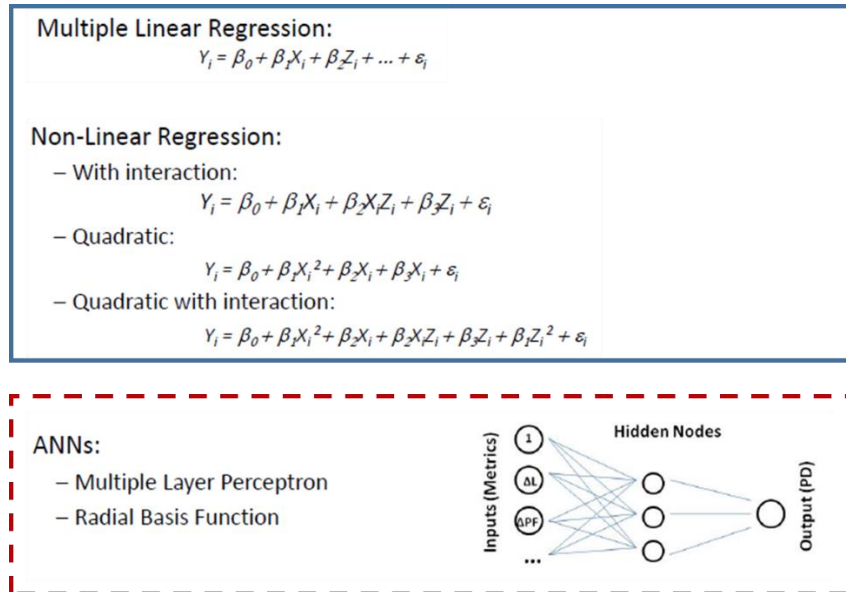 Multiple Linear Regression:
Yᵢ = β₀ + β₁Xᵢ + β₂Zᵢ + ... + εᵢ
Non-Linear Regression:
– With interaction:
Yᵢ = β₀ + β₁Xᵢ + β₂XᵢZᵢ + β₃Zᵢ + εᵢ
– Quadratic:
Yᵢ = β₀ + β₁Xᵢ² + β₂Xᵢ + β₃Xᵢ + εᵢ
– Quadratic with interaction:
Yᵢ = β₀ + β₁Xᵢ² + β₂Xᵢ + β₂XᵢZᵢ + β₃Zᵢ + β₁Zᵢ² + εᵢ
ANNs:
– Multiple Layer Perceptron
– Radial Basis Function
Inputs (Metrics)
1
ΔL
ΔPF
...
Hidden Nodes
Output (PD)